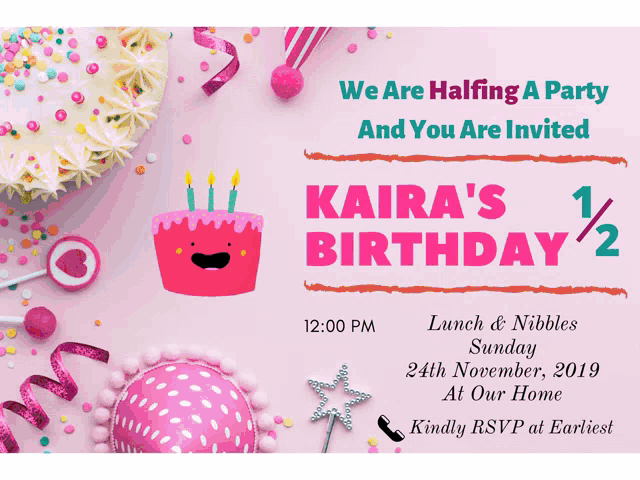 We Are Halfing A Party
And You Are Invited
KAIRA'S
BIRTHDAY
1/2
12:00 PM
Lunch & Nibbles
Sunday
24th November, 2019
At Our Home
Kindly RSVP at Earliest